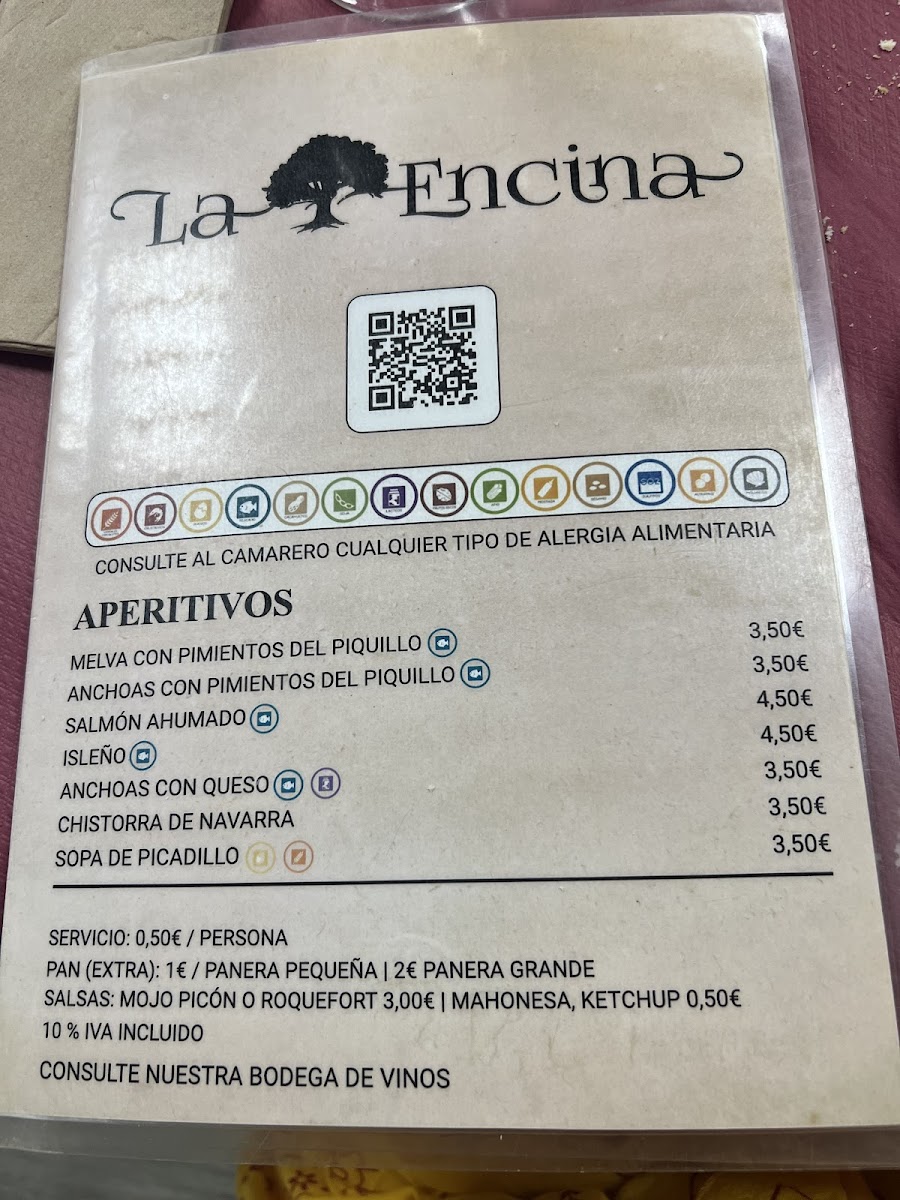 La Encina
CONSULTE AL CAMARERO CUALQUIER TIPO DE ALERGIA ALIMENTARIA
APERITIVOS
MELVA CON PIMIENTOS DEL PIQUILLO 3,50€
ANCHOAS CON PIMIENTOS DEL PIQUILLO 3,50€
SALMÓN AHUMADO 4,50€
ISLEÑO 4,50€
ANCHOAS CON QUESO 3,50€
CHISTORRA DE NAVARRA 3,50€
SOPA DE PICADILLO 3,50€
SERVICIO: 0,50€ / PERSONA
PAN (EXTRA): 1€ / PANERA PEQUEÑA | 2€ PANERA GRANDE
SALSAS: MOJO PICÓN O ROQUEFORT 3,00€ | MAHONESA, KETCHUP 0,50€
10 % IVA INCLUIDO
CONSULTE NUESTRA BODEGA DE VINOS